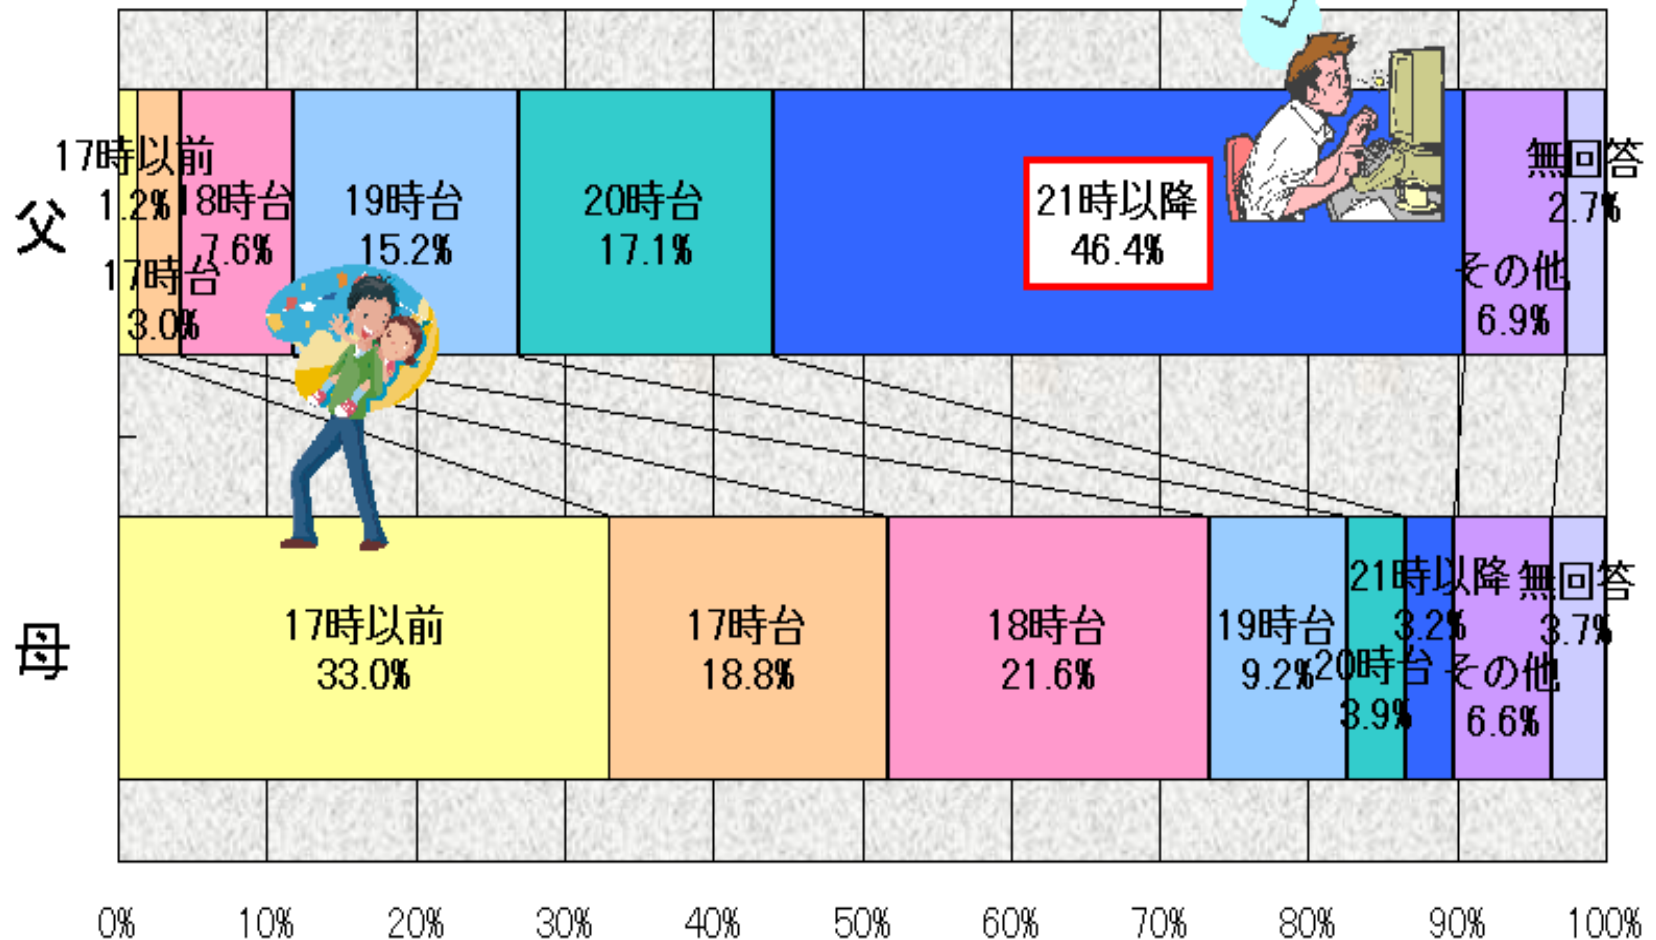 父
17時以前
1.2%
17時台
3.0%
18時台
7.6%
19時台
15.2%
20時台
17.1%
21時以降
46.4%
その他
6.9%
無回答
2.7%
母
17時以前
33.0%
17時台
18.8%
18時台
21.6%
19時台
9.2%
20時台
3.9%
21時以降
3.2%
その他
6.6%
無回答
3.7%
0%
10%
20%
30%
40%
50%
60%
70%
80%
90%
100%